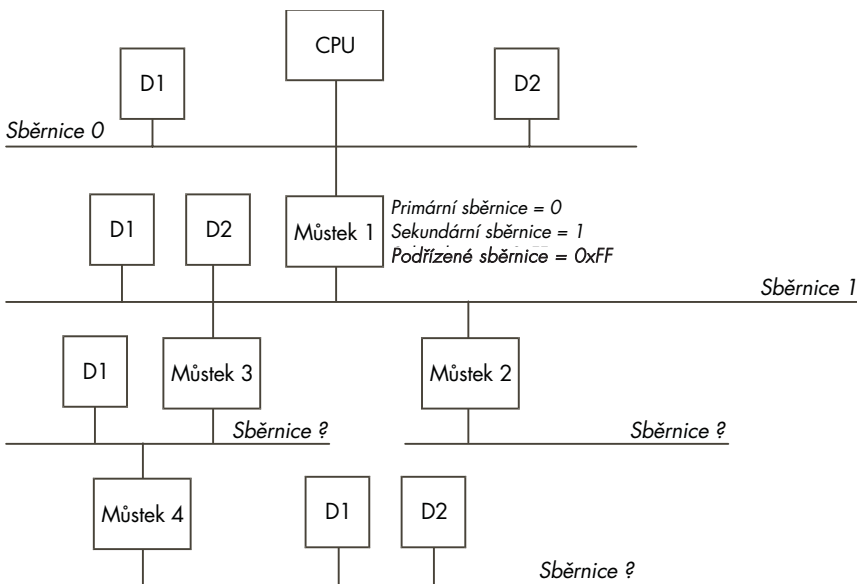 CPU
D1
D2
Sběrnice 0
D1
D2
Můstek 1
Primární sběrnice = 0
Sekundární sběrnice = 1
Podřízené sběrnice = 0xFF
Sběrnice 1
D1
Můstek 3
Můstek 2
Sběrnice ?
Sběrnice ?
Můstek 4
D1
D2
Sběrnice ?